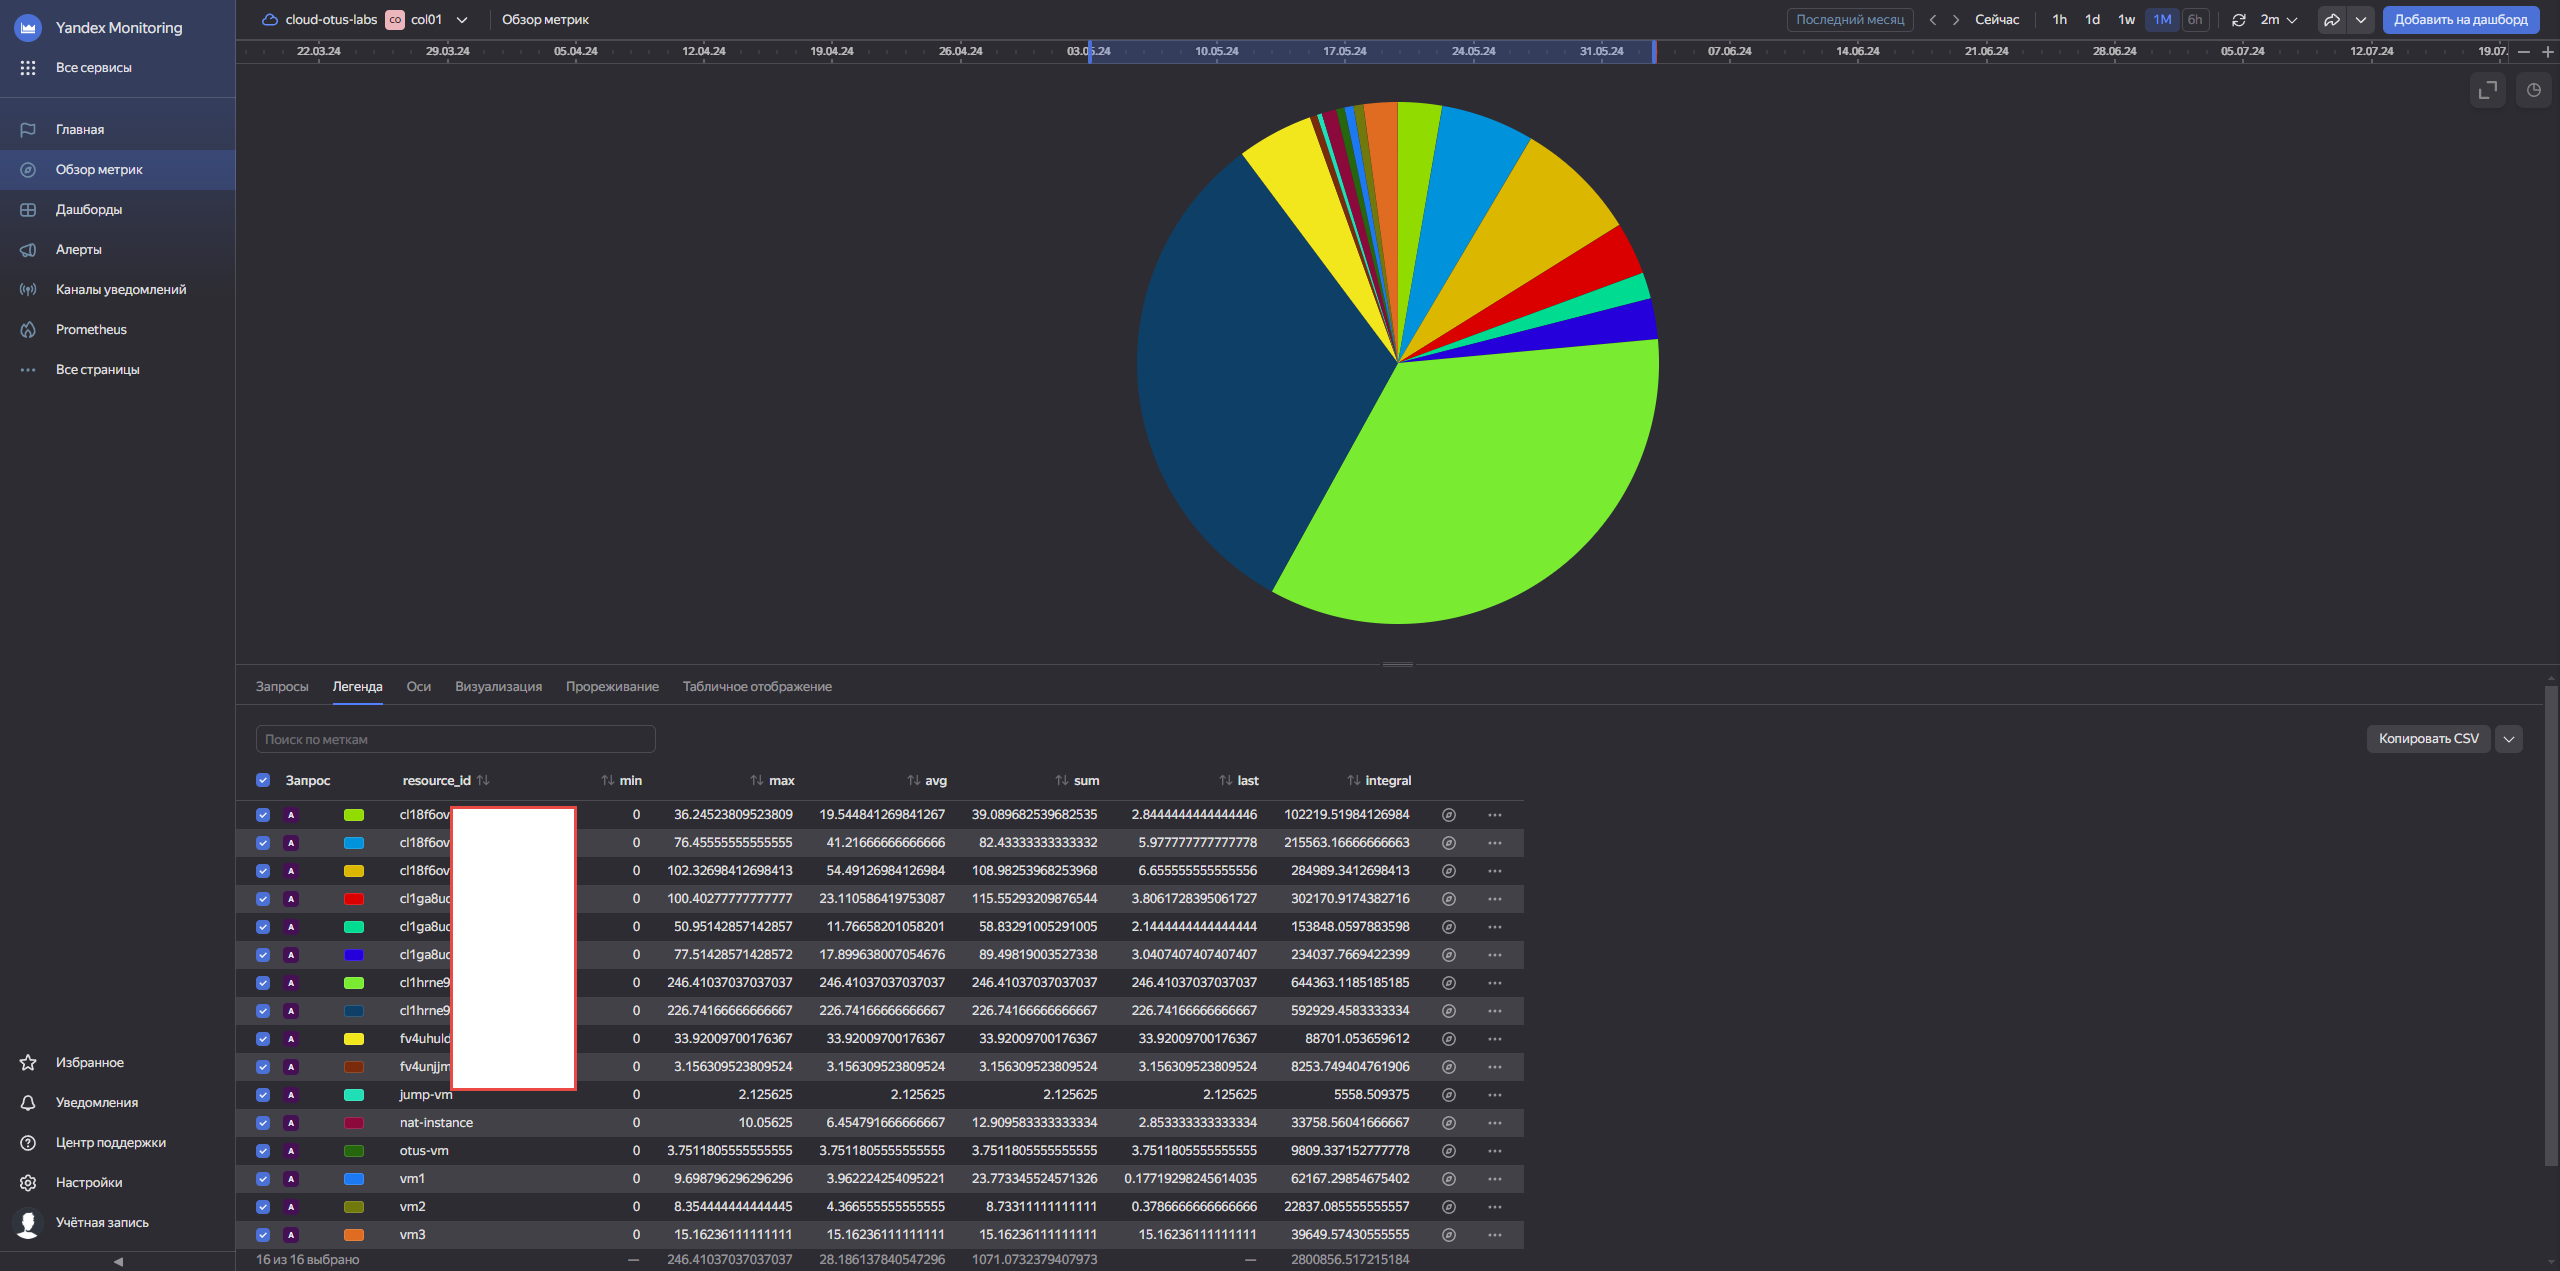 Yandex Monitoring
Все сервисы
Главная
Обзор метрик
Дашборды
Алерты
Каналы уведомлений
Prometheus
Все страницы
Избранное
Уведомления
Центр поддержки
Настройки
Учётная запись
cloud-otus-labs co col01 Обзор метрик
Последний месяц Сейчас 1h 1d 1w 1M 6h 2m Добавить на дашборд
22.03.24 29.03.24 05.04.24 12.04.24 19.04.24 26.04.24 03.05.24 10.05.24 17.05.24 24.05.24 31.05.24 07.06.24 14.06.24 21.06.24 28.06.24 05.07.24 12.07.24 19.07.
Запросы Легенда Оси Визуализация Прореживание Табличное отображение
Поиск по меткам
Копировать CSV
Запрос resource_id min max avg sum last integral
A cl18f6ov 0 36.24523809523809 19.544841269841267 39.089682539682535 2.8444444444444446 102219.51984126984
A cl18f6ov 0 76.45555555555555 41.21666666666666 82.43333333333332 5.977777777777778 215563.16666666663
A cl18f6ov 0 102.32698412698413 54.49126984126984 108.98253968253968 6.655555555555556 284989.3412698413
A cl1ga8uc 0 100.40277777777777 23.110586419753087 115.55293209876544 3.8061728395061727 302170.9174382716
A cl1ga8uc 0 50.95142857142857 11.76658201058201 58.83291005291005 2.1444444444444444 153848.0597883598
A cl1ga8uc 0 77.51428571428572 17.899638007054676 89.49819003527338 3.0407407407407407 234037.7669422399
A cl1hrne9 0 246.41037037037037 246.41037037037037 246.41037037037037 246.41037037037037 644363.1185185185
A cl1hrne9 0 226.74166666666667 226.74166666666667 226.74166666666667 226.74166666666667 592929.4583333334
A fv4uhuld 0 33.92009700176367 33.92009700176367 33.92009700176367 33.92009700176367 88701.053659612
A fv4unjjm 0 3.156309523809524 3.156309523809524 3.156309523809524 3.156309523809524 8253.749404761906
A jump-vm 0 2.125625 2.125625 2.125625 2.125625 5558.509375
A nat-instance 0 10.05625 6.454791666666667 12.909583333333334 2.853333333333334 33758.56041666667
A otus-vm 0 3.7511805555555555 3.7511805555555555 3.7511805555555555 3.7511805555555555 9809.337152777778
A vm1 0 9.698796296296296 3.962224254095221 23.773345524571326 0.17719298245614035 62167.29854675402
A vm2 0 8.354444444444445 4.366555555555555 8.73311111111111 0.3786666666666666 22837.085555555557
A vm3 0 15.16236111111111 15.16236111111111 15.16236111111111 15.16236111111111 39649.57430555555
16 из 16 выбрано — 246.41037037037037 28.186137840547296 1071.0732379407973 — 2800856.517215184